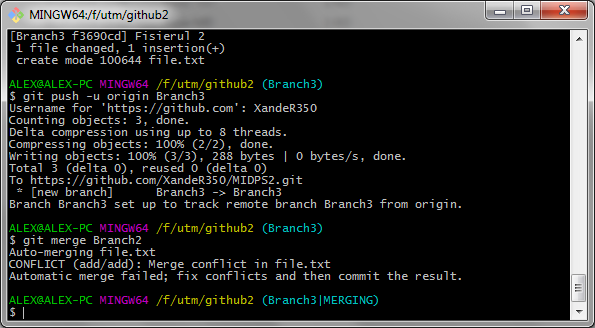 MINGW64:/f/utm/github2
[Branch3 f3690cd] Fisierul 2
 1 file changed, 1 insertion(+)
 create mode 100644 file.txt
ALEX@ALEX-PC MINGW64 /f/utm/github2 (Branch3)
$ git push -u origin Branch3
Username for 'https://github.com': XandeR350
Counting objects: 3, done.
Delta compression using up to 8 threads.
Compressing objects: 100% (2/2), done.
Writing objects: 100% (3/3), 288 bytes | 0 bytes/s, done.
Total 3 (delta 0), reused 0 (delta 0)
To https://github.com/XandeR350/MIDPS2.git
 * [new branch]      Branch3 -> Branch3
Branch Branch3 set up to track remote branch Branch3 from origin.
ALEX@ALEX-PC MINGW64 /f/utm/github2 (Branch3)
$ git merge Branch2
Auto-merging file.txt
CONFLICT (add/add): Merge conflict in file.txt
Automatic merge failed; fix conflicts and then commit the result.
ALEX@ALEX-PC MINGW64 /f/utm/github2 (Branch3|MERGING)
$